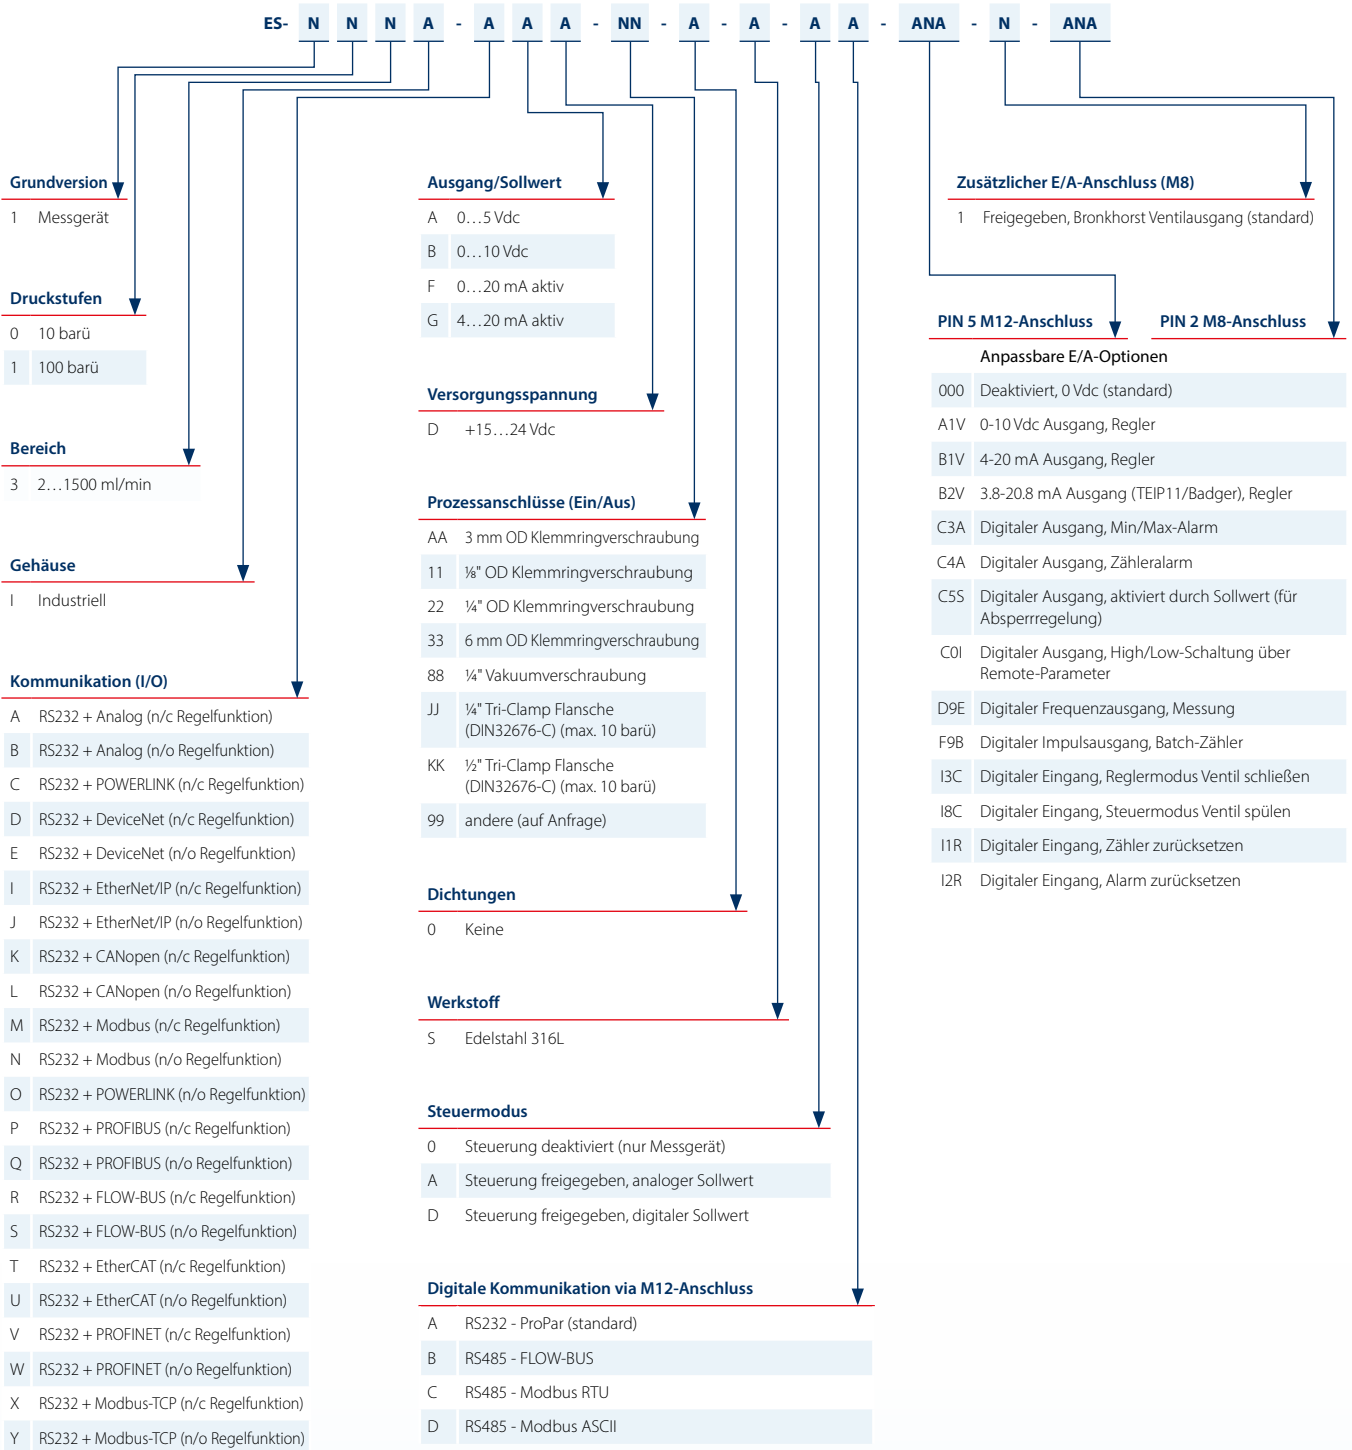 ES- N N N A - A A A - NN - A - A - A A - ANA - N - ANA
Grundversion
1 Messgerät
Druckstufen
0 10 barü
1 100 barü
Bereich
3 2…1500 ml/min
Gehäuse
I Industriell
Kommunikation (I/O)
A RS232 + Analog (n/c Regelfunktion)
B RS232 + Analog (n/o Regelfunktion)
C RS232 + POWERLINK (n/c Regelfunktion)
D RS232 + DeviceNet (n/c Regelfunktion)
E RS232 + DeviceNet (n/o Regelfunktion)
I RS232 + EtherNet/IP (n/c Regelfunktion)
J RS232 + EtherNet/IP (n/o Regelfunktion)
K RS232 + CANopen (n/c Regelfunktion)
L RS232 + CANopen (n/o Regelfunktion)
M RS232 + Modbus (n/c Regelfunktion)
N RS232 + Modbus (n/o Regelfunktion)
O RS232 + POWERLINK (n/o Regelfunktion)
P RS232 + PROFIBUS (n/c Regelfunktion)
Q RS232 + PROFIBUS (n/o Regelfunktion)
R RS232 + FLOW-BUS (n/c Regelfunktion)
S RS232 + FLOW-BUS (n/o Regelfunktion)
T RS232 + EtherCAT (n/c Regelfunktion)
U RS232 + EtherCAT (n/o Regelfunktion)
V RS232 + PROFINET (n/c Regelfunktion)
W RS232 + PROFINET (n/o Regelfunktion)
X RS232 + Modbus-TCP (n/c Regelfunktion)
Y RS232 + Modbus-TCP (n/o Regelfunktion)
Ausgang/Sollwert
A 0…5 Vdc
B 0…10 Vdc
F 0…20 mA aktiv
G 4…20 mA aktiv
Versorgungsspannung
D +15…24 Vdc
Prozessanschlüsse (Ein/Aus)
AA 3 mm OD Klemmringverschraubung
11 ⅛" OD Klemmringverschraubung
22 ¼" OD Klemmringverschraubung
33 6 mm OD Klemmringverschraubung
88 ¼" Vakuumverschraubung
JJ ¼" Tri-Clamp Flansche
(DIN32676-C) (max. 10 barü)
KK ½" Tri-Clamp Flansche
(DIN32676-C) (max. 10 barü)
99 andere (auf Anfrage)
Dichtungen
0 Keine
Werkstoff
S Edelstahl 316L
Steuermodus
0 Steuerung deaktiviert (nur Messgerät)
A Steuerung freigegeben, analoger Sollwert
D Steuerung freigegeben, digitaler Sollwert
Digitale Kommunikation via M12-Anschluss
A RS232 - ProPar (standard)
B RS485 - FLOW-BUS
C RS485 - Modbus RTU
D RS485 - Modbus ASCII
Zusätzlicher E/A-Anschluss (M8)
1 Freigegeben, Bronkhorst Ventilausgang (standard)
PIN 5 M12-Anschluss PIN 2 M8-Anschluss
Anpassbare E/A-Optionen
000 Deaktiviert, 0 Vdc (standard)
A1V 0-10 Vdc Ausgang, Regler
B1V 4-20 mA Ausgang, Regler
B2V 3.8-20.8 mA Ausgang (TEIP11/Badger), Regler
C3A Digitaler Ausgang, Min/Max-Alarm
C4A Digitaler Ausgang, Zähleralarm
C5S Digitaler Ausgang, aktiviert durch Sollwert (für
Absperrregelung)
C0I Digitaler Ausgang, High/Low-Schaltung über
Remote-Parameter
D9E Digitaler Frequenzausgang, Messung
F9B Digitaler Impulsausgang, Batch-Zähler
I3C Digitaler Eingang, Reglermodus Ventil schließen
I8C Digitaler Eingang, Steuermodus Ventil spülen
I1R Digitaler Eingang, Zähler zurücksetzen
I2R Digitaler Eingang, Alarm zurücksetzen